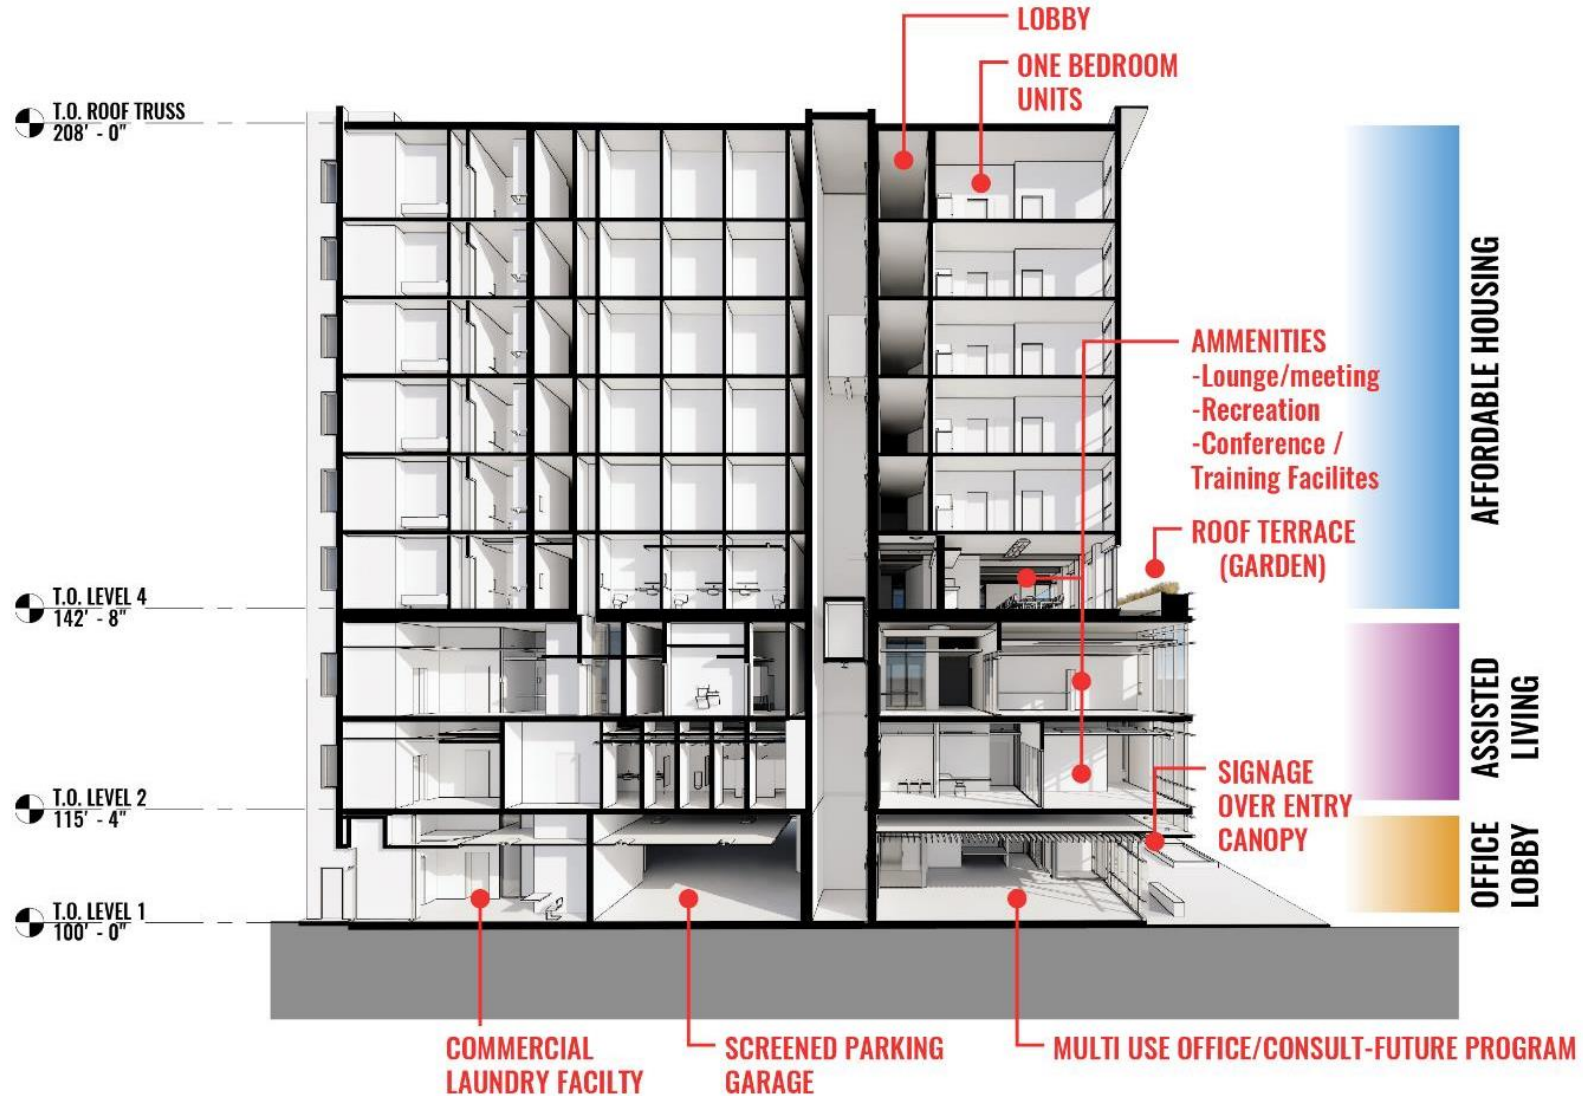 LOBBY
ONE BEDROOM
UNITS
T.O. ROOF TRUSS
208' - 0"
AMMENITIES
-Lounge/meeting
-Recreation
-Conference /
Training Facilites
ROOF TERRACE
(GARDEN)
AFFORDABLE HOUSING
T.O. LEVEL 4
142' - 8"
ASSISTED
LIVING
T.O. LEVEL 2
115' - 4"
SIGNAGE
OVER ENTRY
CANOPY
OFFICE
LOBBY
T.O. LEVEL 1
100' - 0"
COMMERCIAL
LAUNDRY FACILTY
SCREENED PARKING
GARAGE
MULTI USE OFFICE/CONSULT-FUTURE PROGRAM